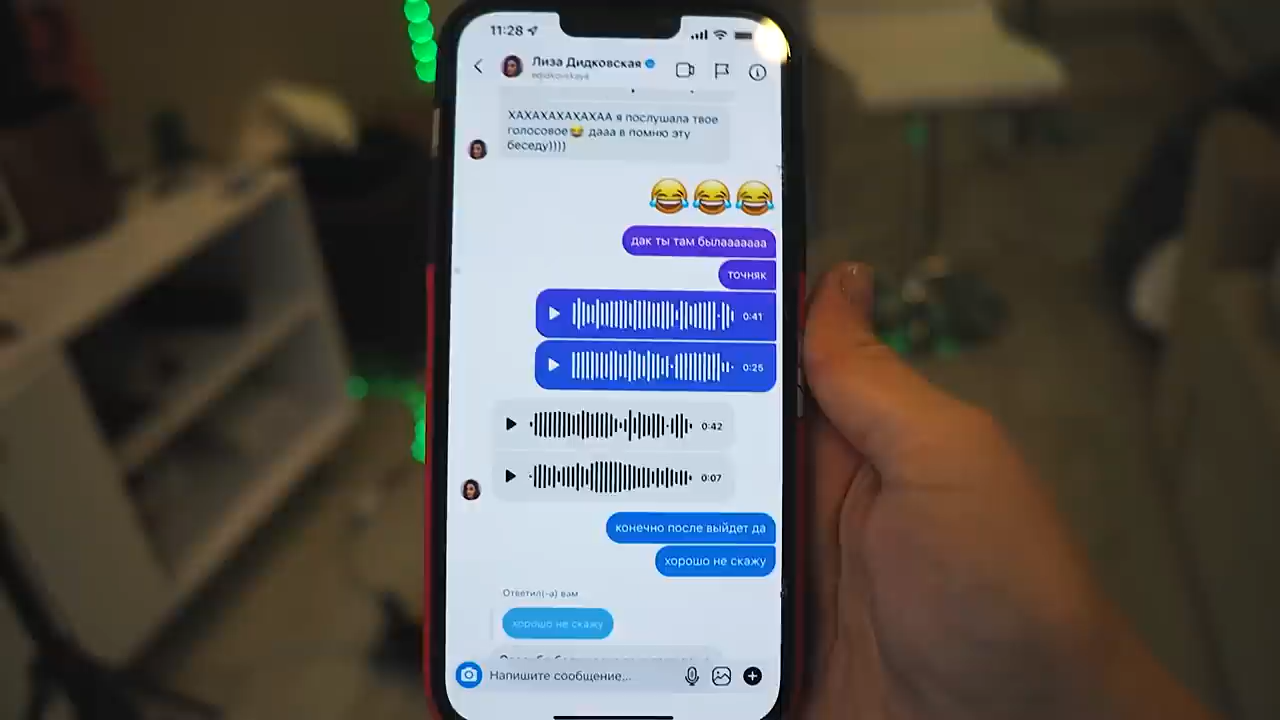 11:28
Лиза Дидковская
edidkovskaya
ХАХАХАХАХАХАА я послушала твое
голосовое😂 дааа в помню эту
беседу))))
😂😂😂
дак ты там былааааааа
точняк
0:41
0:25
0:42
0:07
конечно после выйдет да
хорошо не скажу
Ответил(-а) вам
хорошо не скажу
Напишите сообщение...